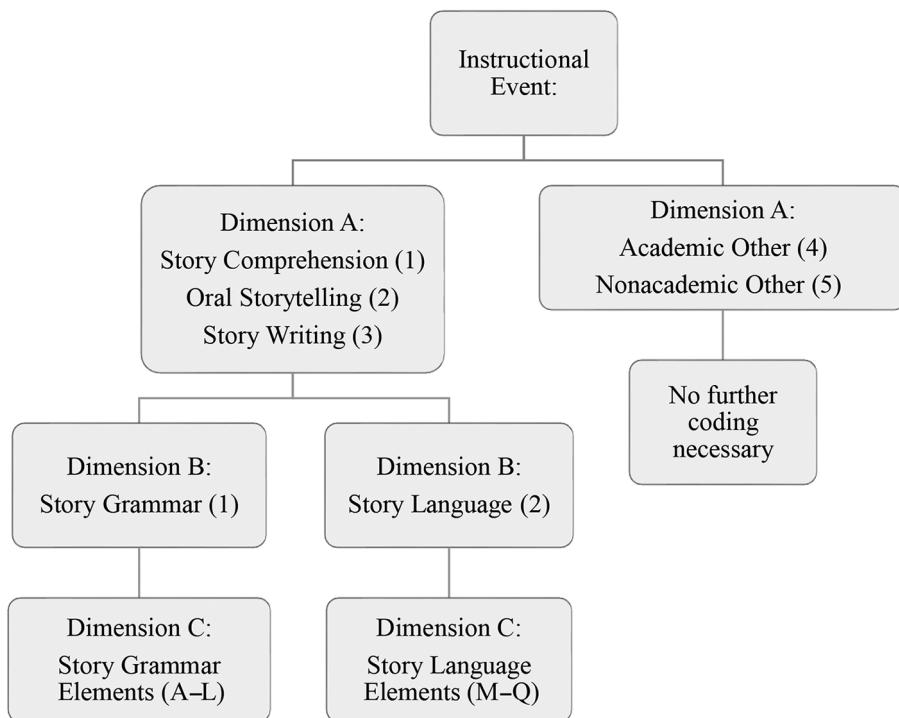 Instructional
Event:
Dimension A:
Story Comprehension (1)
Oral Storytelling (2)
Story Writing (3)
Dimension A:
Academic Other (4)
Nonacademic Other (5)
No further
coding
necessary
Dimension B:
Story Grammar (1)
Dimension B:
Story Language (2)
Dimension C:
Story Grammar
Elements (A–L)
Dimension C:
Story Language
Elements (M–Q)